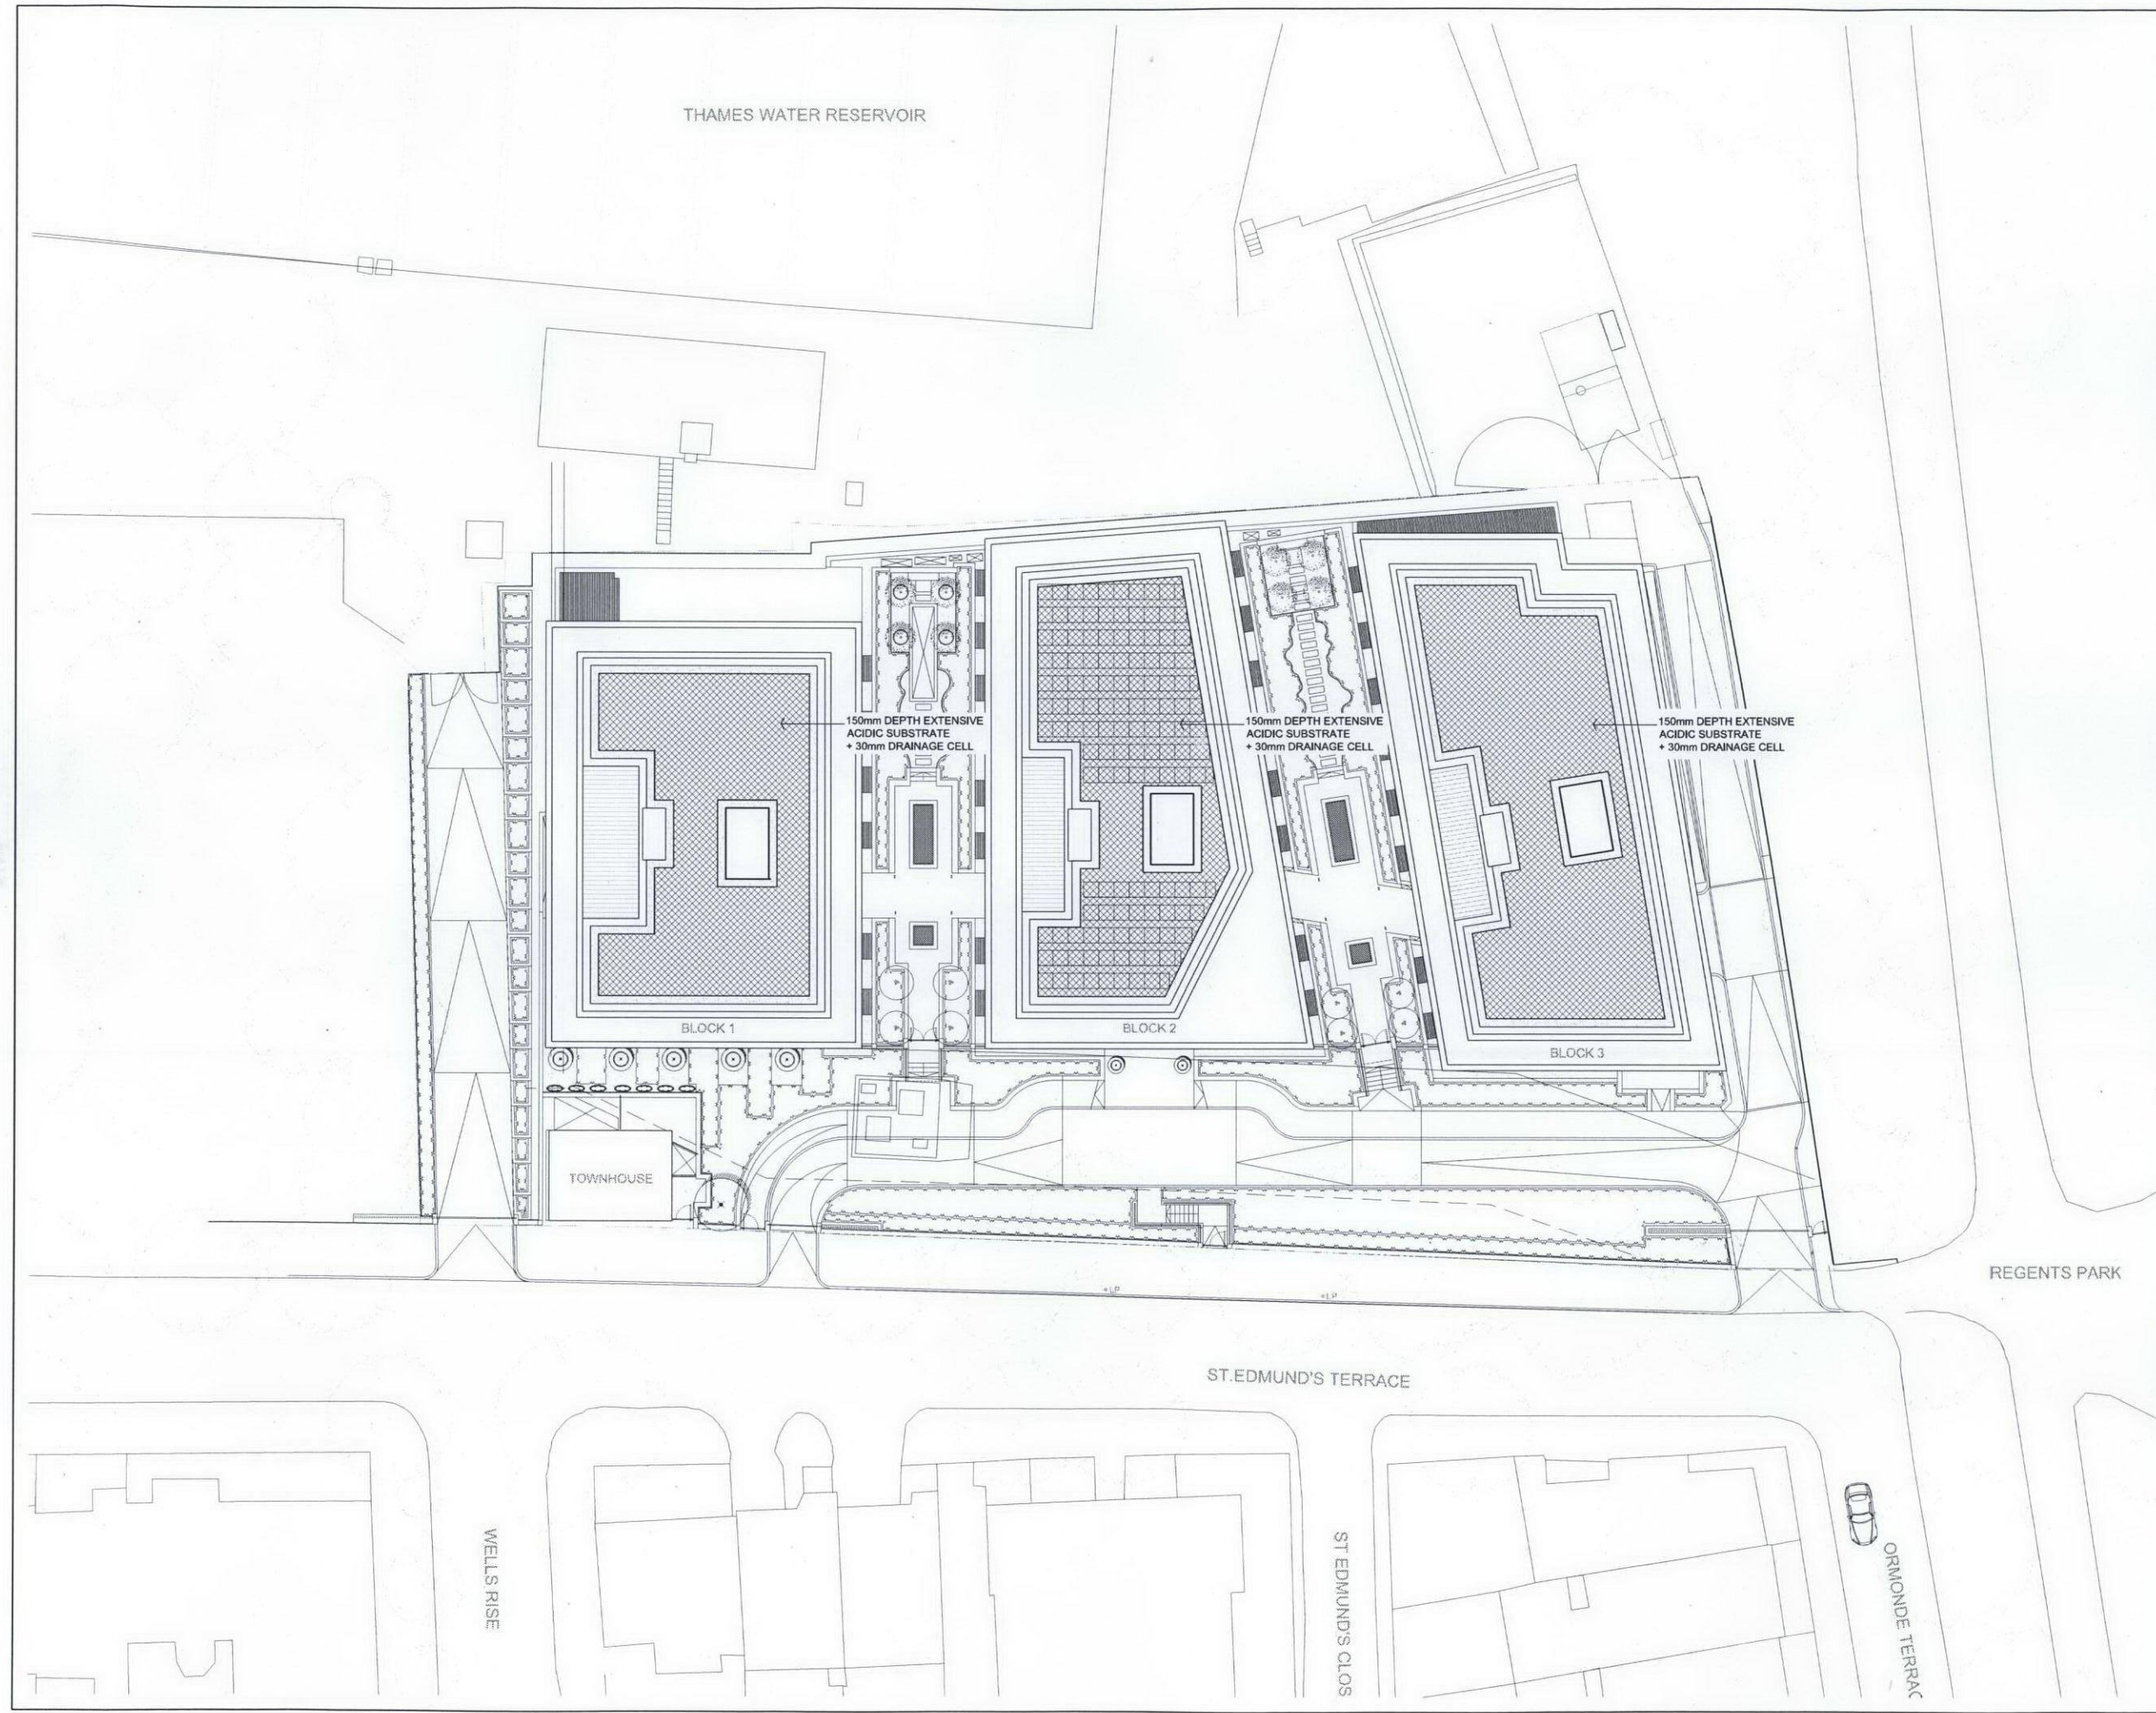 THAMES WATER RESERVOIR
150mm DEPTH EXTENSIVE
ACIDIC SUBSTRATE
+ 30mm DRAINAGE CELL
150mm DEPTH EXTENSIVE
ACIDIC SUBSTRATE
+ 30mm DRAINAGE CELL
150mm DEPTH EXTENSIVE
ACIDIC SUBSTRATE
+ 30mm DRAINAGE CELL
BLOCK 1
BLOCK 2
BLOCK 3
TOWNHOUSE
LP
LP
REGENTS PARK
ST.EDMUND'S TERRACE
WELLS RISE
ST EDMUND'S CLOS
ORMONDE TERRAC